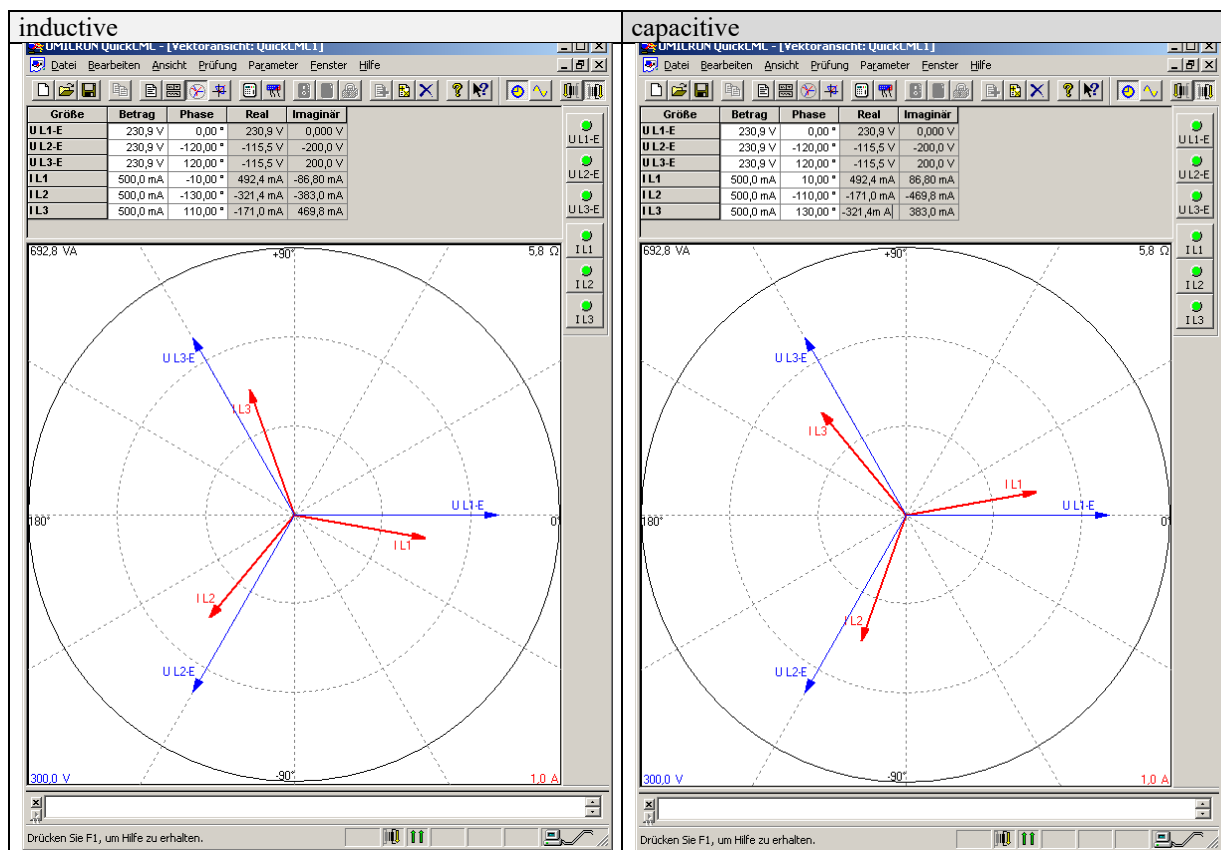 inductive
UMICRON QuickCMC - [Vektoransicht: QuickCMC1]
Datei Bearbeiten Ansicht Prüfung Parameter Fenster Hilfe
Größe Betrag Phase Real Imaginär
U L1-E 230,9 V 0,00 ° 230,9 V 0,000 V
U L2-E 230,9 V -120,00 ° -115,5 V -200,0 V
U L3-E 230,9 V 120,00 ° -115,5 V 200,0 V
I L1 500,0 mA -10,00 ° 492,4 mA -86,80 mA
I L2 500,0 mA -130,00 ° -321,4 mA -383,0 mA
I L3 500,0 mA 110,00 ° -171,0 mA 469,8 mA
U L1-E
U L2-E
U L3-E
I L1
I L2
I L3
692,8 VA
+90°
5,8 Ω
U L3-E
I L3
U L1-E
180°
0°
I L1
I L2
U L2-E
300,0 V
-90°
1,0 A
Drücken Sie F1, um Hilfe zu erhalten.
capacitive
UMICRON QuickCMC - [Vektoransicht: QuickCMC1]
Datei Bearbeiten Ansicht Prüfung Parameter Fenster Hilfe
Größe Betrag Phase Real Imaginär
U L1-E 230,9 V 0,00 ° 230,9 V 0,000 V
U L2-E 230,9 V -120,00 ° -115,5 V -200,0 V
U L3-E 230,9 V 120,00 ° -115,5 V 200,0 V
I L1 500,0 mA 10,00 ° 492,4 mA 86,80 mA
I L2 500,0 mA -110,00 ° -171,0 mA -469,8 mA
I L3 500,0 mA 130,00 ° -321,4m A 383,0 mA
U L1-E
U L2-E
U L3-E
I L1
I L2
I L3
692,8 VA
+90°
5,8 Ω
U L3-E
I L3
I L1
U L1-E
180°
0°
I L2
U L2-E
300,0 V
-90°
1,0 A
Drücken Sie F1, um Hilfe zu erhalten.